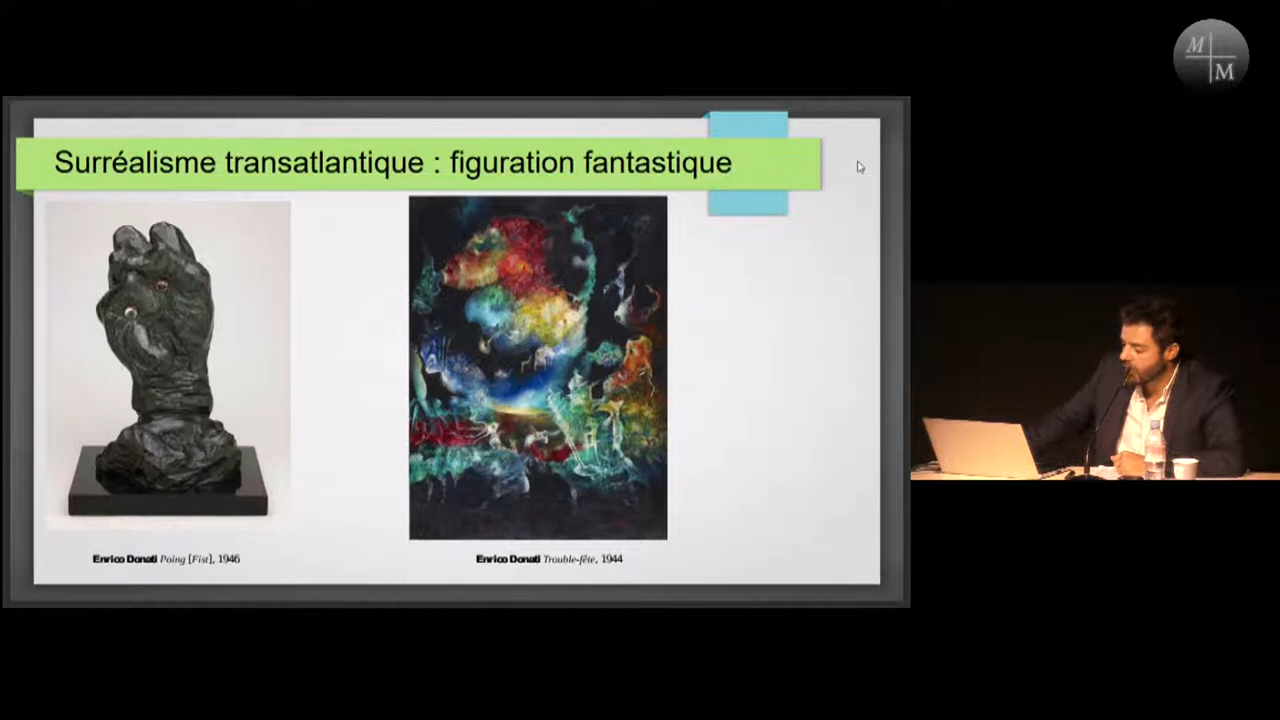 M
M
Surréalisme transatlantique : figuration fantastique
Enrico Donati Poing [Fist], 1946
Enrico Donati Trouble-fête, 1944